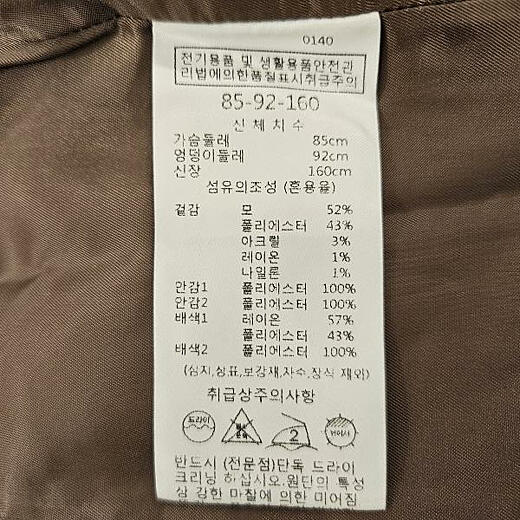 0140
전기용품 및 생활용품안전관
리법에의한품질표시취급주의
85-92-160
신체치수
가슴둘레 85cm
엉덩이둘레 92cm
신장 160cm
섬유의조성 (혼용율)
겉감 모 52%
폴리에스터 43%
아크릴 3%
레이온 1%
나일론 1%
안감1 폴리에스터 100%
안감2 폴리에스터 100%
배색1 레이온 57%
폴리에스터 43%
배색2 폴리에스터 100%
(심지,상표,보강재,자수,장식 제외)
취급상주의사항
드라이
2
반드시 (전문점)단독 드라이
크리닝 하십시오.원단의 특성
상 강한 마찰에 의한 미어짐